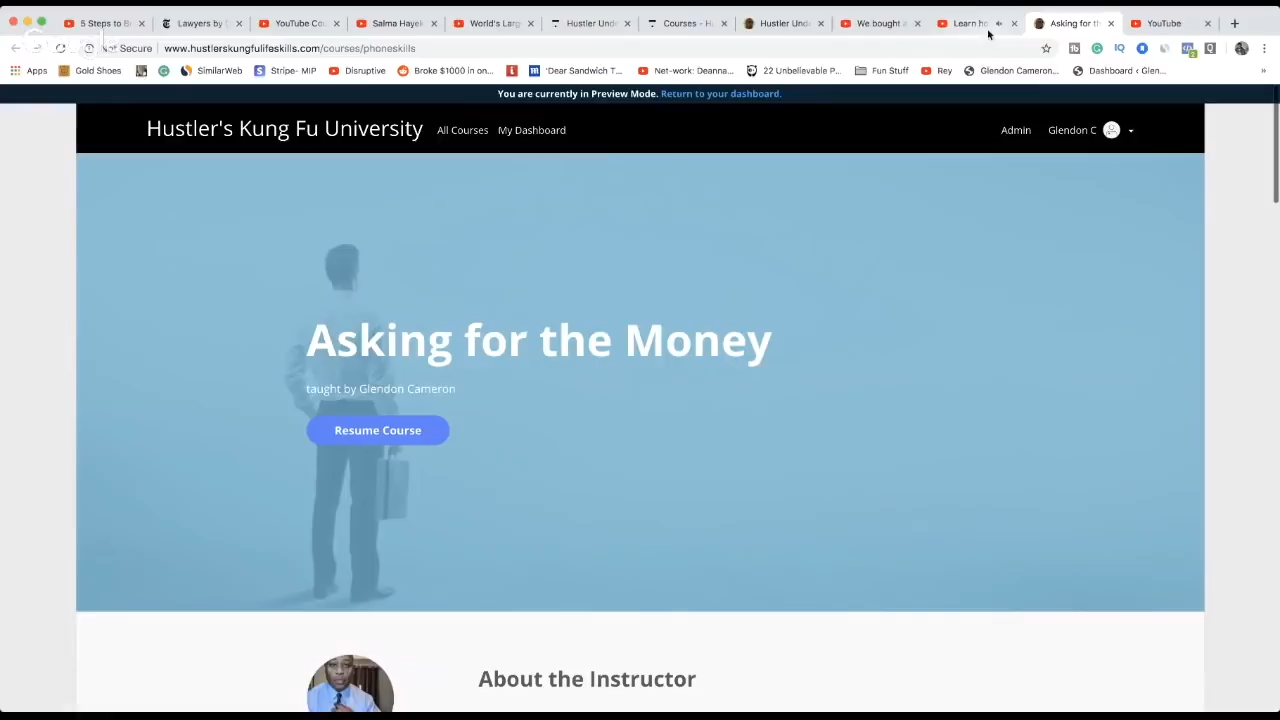 5 Steps to B
Lawyers by
YouTube Cou
Salma Hayek
World's Larg
Hustler Unde
Courses - H
Hustler Unde
We bought a
Learn ho
Asking for th
YouTube
Not Secure
www.hustlerskungfulifeskills.com/courses/phoneskills
Apps
Gold Shoes
SimilarWeb
Stripe- MIP
Disruptive
Broke $1000 in on...
'Dear Sandwich T...
Net-work: Deanna...
22 Unbelievable P...
Fun Stuff
Rey
Glendon Cameron...
Dashboard ‹ Glen...
You are currently in Preview Mode. Return to your dashboard.
Hustler's Kung Fu University
All Courses
My Dashboard
Admin
Glendon C
Asking for the Money
taught by Glendon Cameron
Resume Course
About the Instructor